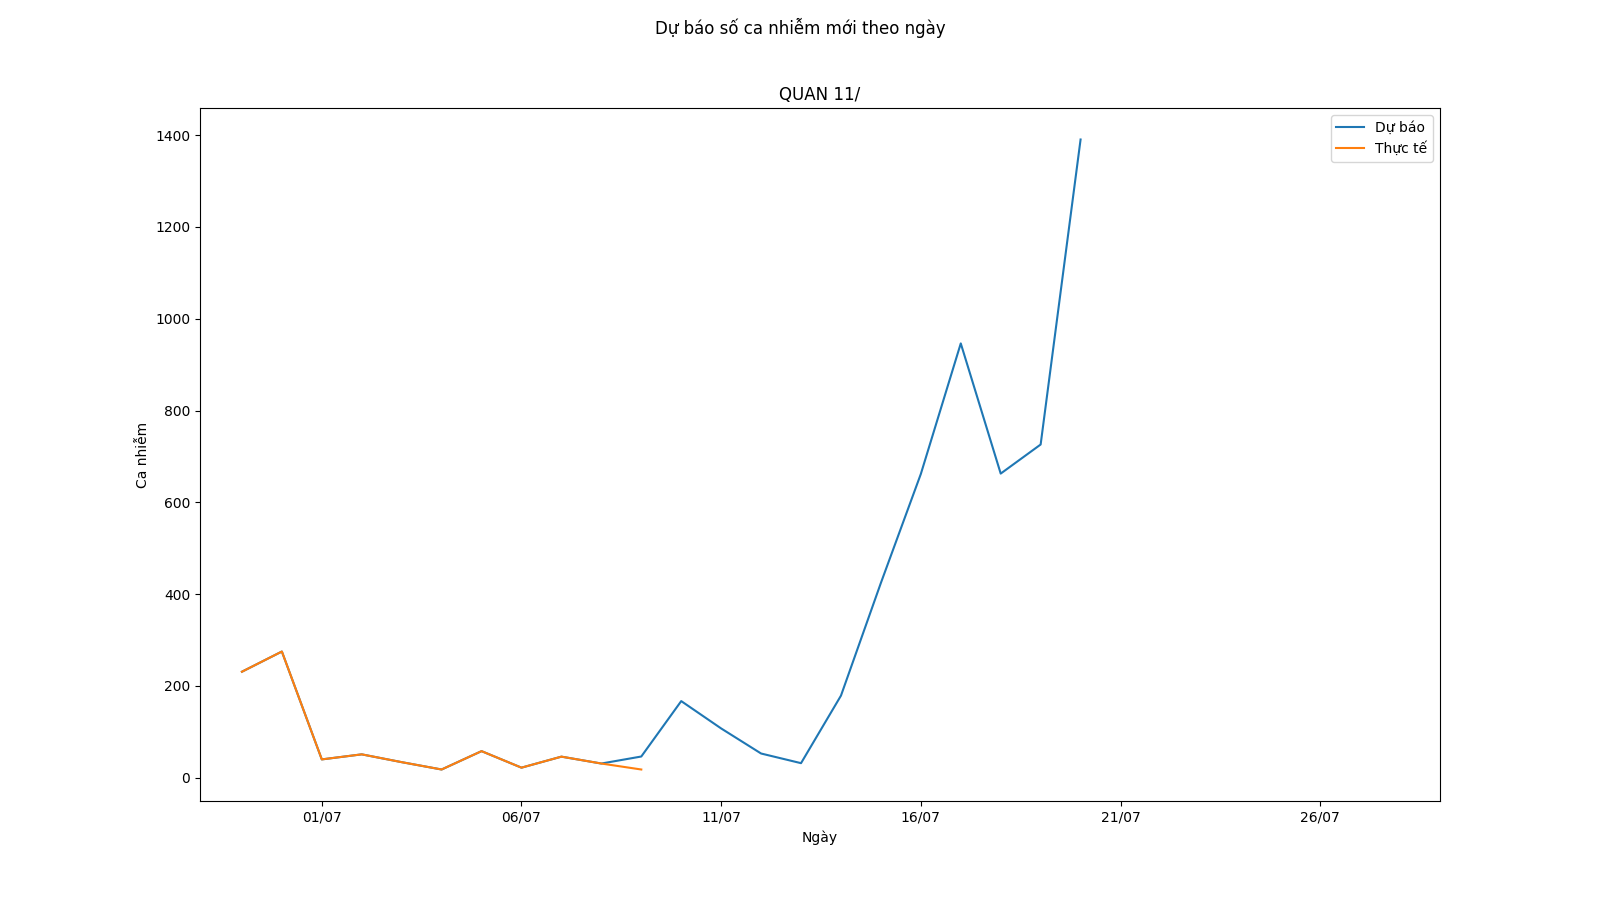 Dự báo số ca nhiễm mới theo ngày
QUAN 11/
Dự báo
Thực tế
1400
1200
1000
800
600
400
200
0
Ca nhiễm
01/07 06/07 11/07 16/07 21/07 26/07
Ngày